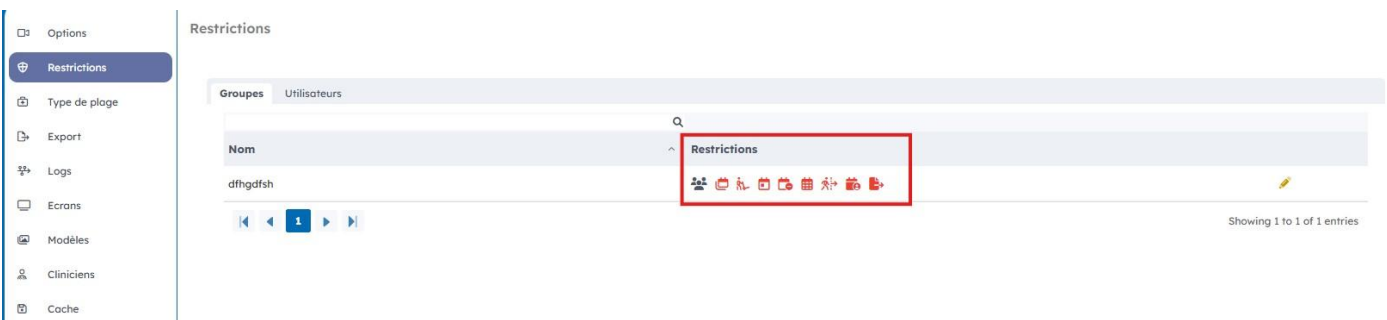 Options
Restrictions
Type de plage
Export
Logs
Ecrans
Modèles
Cliniciens
Cache
Restrictions
Groupes Utilisateurs
Nom Restrictions
dfhgdfsh
1
Showing 1 to 1 of 1 entries